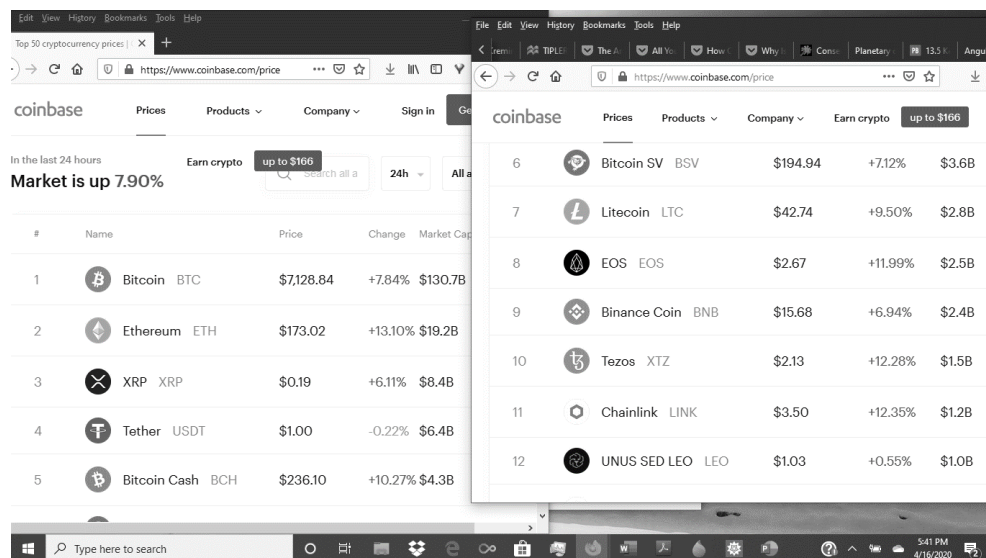 Edit View History Bookmarks Tools Help
Top 50 cryptocurrency prices | C
https://www.coinbase.com/price
coinbase Prices Products Company Sign in Ge
In the last 24 hours
Market is up 7.90%
Earn crypto up to $166
Search all a 24h All a
# Name Price Change Market Cap
1 Bitcoin BTC $7,128.84 +7.84% $130.7B
2 Ethereum ETH $173.02 +13.10% $19.2B
3 XRP XRP $0.19 +6.11% $8.4B
4 Tether USDT $1.00 -0.22% $6.4B
5 Bitcoin Cash BCH $236.10 +10.27% $4.3B
File Edit View History Bookmarks Tools Help
TIPLE The A All Yo How Why Conse Planetary PB 13.5 K Angu
https://www.coinbase.com/price
coinbase Prices Products Company Earn crypto up to $166
6 Bitcoin SV BSV $194.94 +7.12% $3.6B
7 Litecoin LTC $42.74 +9.50% $2.8B
8 EOS EOS $2.67 +11.99% $2.5B
9 Binance Coin BNB $15.68 +6.94% $2.4B
10 Tezos XTZ $2.13 +12.28% $1.5B
11 Chainlink LINK $3.50 +12.35% $1.2B
12 UNUS SED LEO LEO $1.03 +0.55% $1.0B
Type here to search
5:41 PM
4/16/2020